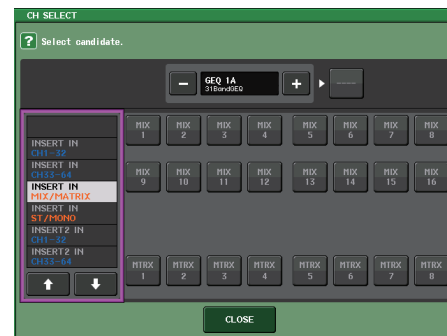 CH SELECT
? Select candidate.
− GEQ 1A +
31BandGEQ
----
INSERT IN
CH1-32
INSERT IN
CH33-64
INSERT IN
MIX/MATRIX
INSERT IN
ST/MONO
INSERT2 IN
CH1-32
INSERT2 IN
CH33-64
MIX 1
MIX 2
MIX 3
MIX 4
MIX 5
MIX 6
MIX 7
MIX 8
MIX 9
MIX 10
MIX 11
MIX 12
MIX 13
MIX 14
MIX 15
MIX 16
MTRX 1
MTRX 2
MTRX 3
MTRX 4
MTRX 5
MTRX 6
MTRX 7
MTRX 8
CLOSE